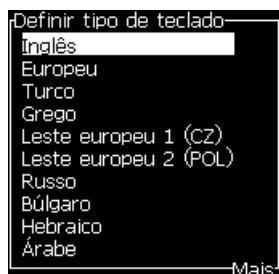 Definir tipo de teclado
Inglês
Europeu
Turco
Grego
Leste europeu 1 (CZ)
Leste europeu 2 (POL)
Russo
Búlgaro
Hebraico
Árabe
Mais